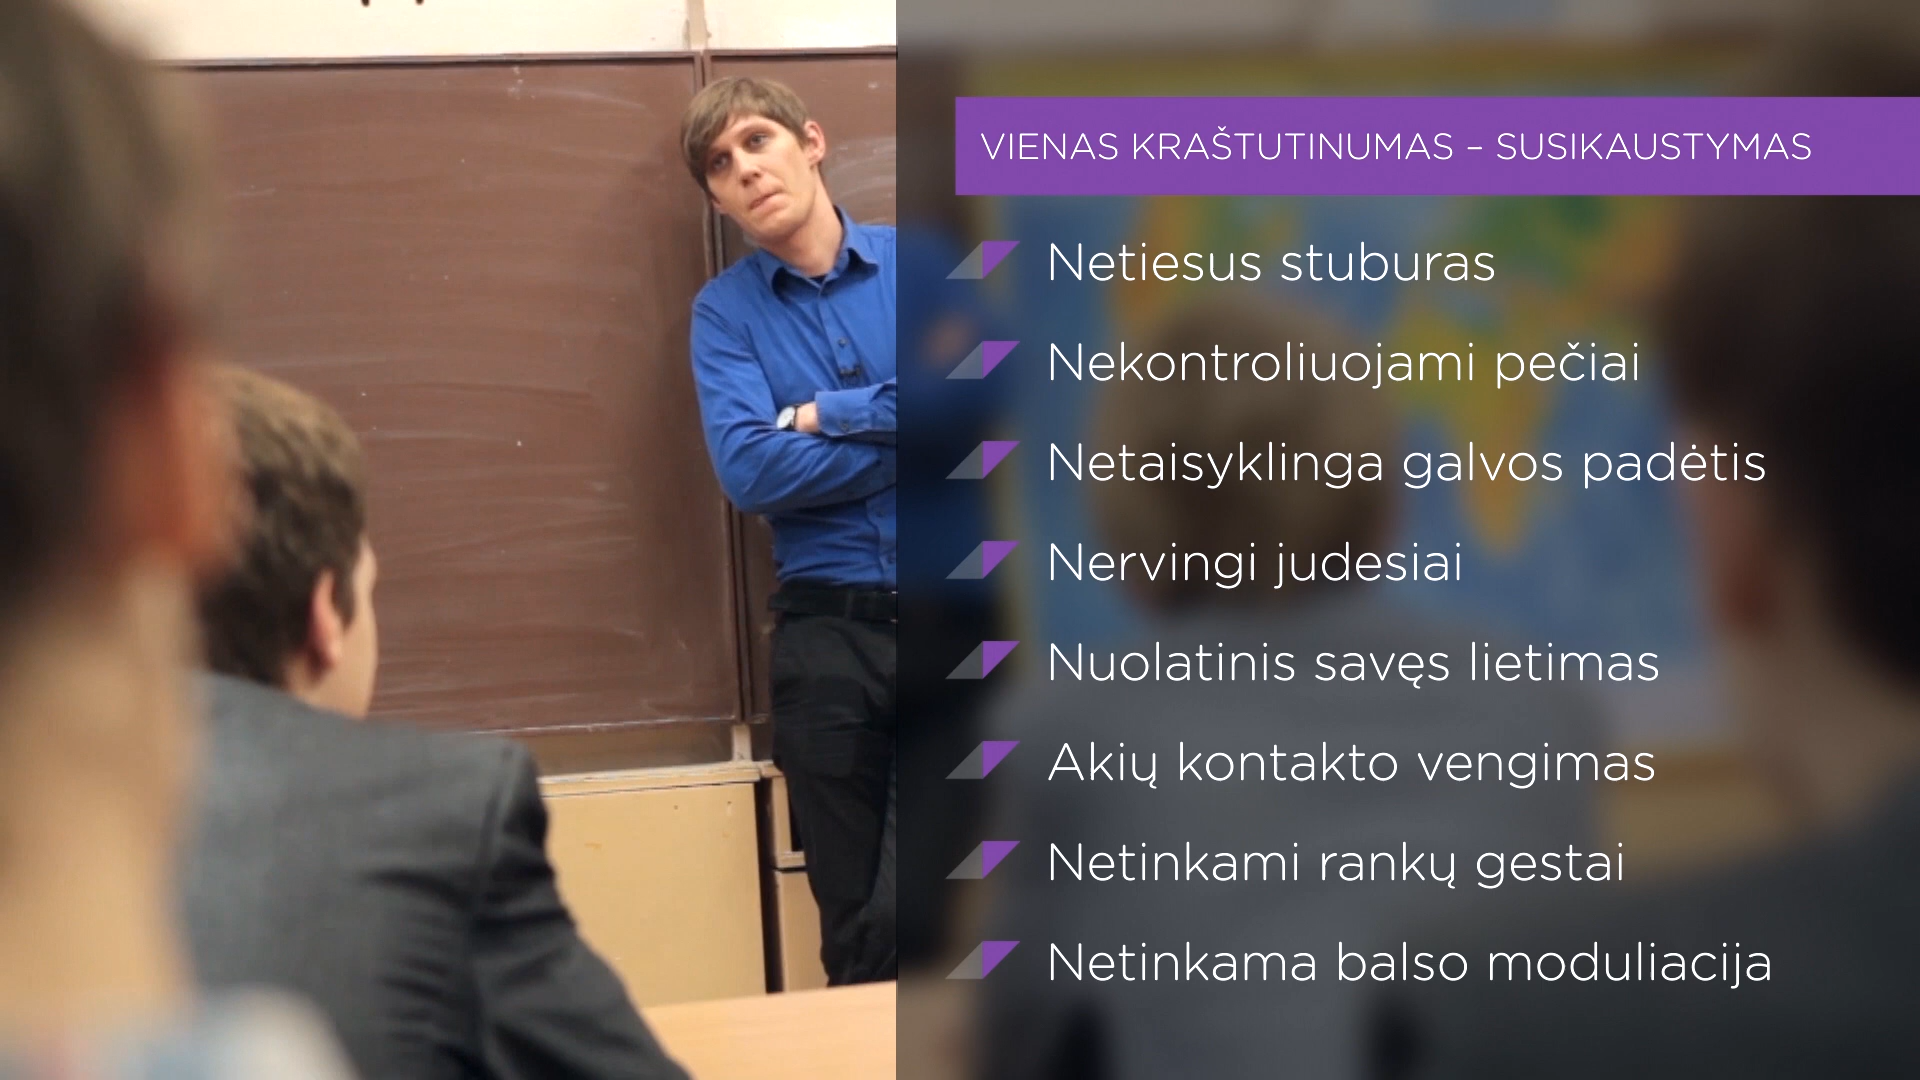 VIENAS KRAŠTUTINUMAS – SUSIKAUSTYMAS
Netiesus stuburas
Nekontroliuojami pečiai
Netaisyklinga galvos padėtis
Nervingi judesiai
Nuolatinis savęs lietimas
Akių kontakto vengimas
Netinkami rankų gestai
Netinkama balso moduliacija